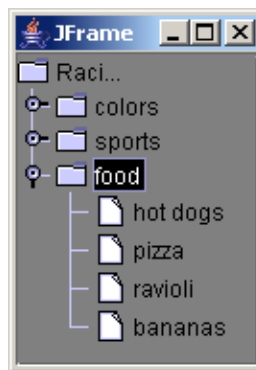 JFrame
Raci...
colors
sports
food
hot dogs
pizza
ravioli
bananas